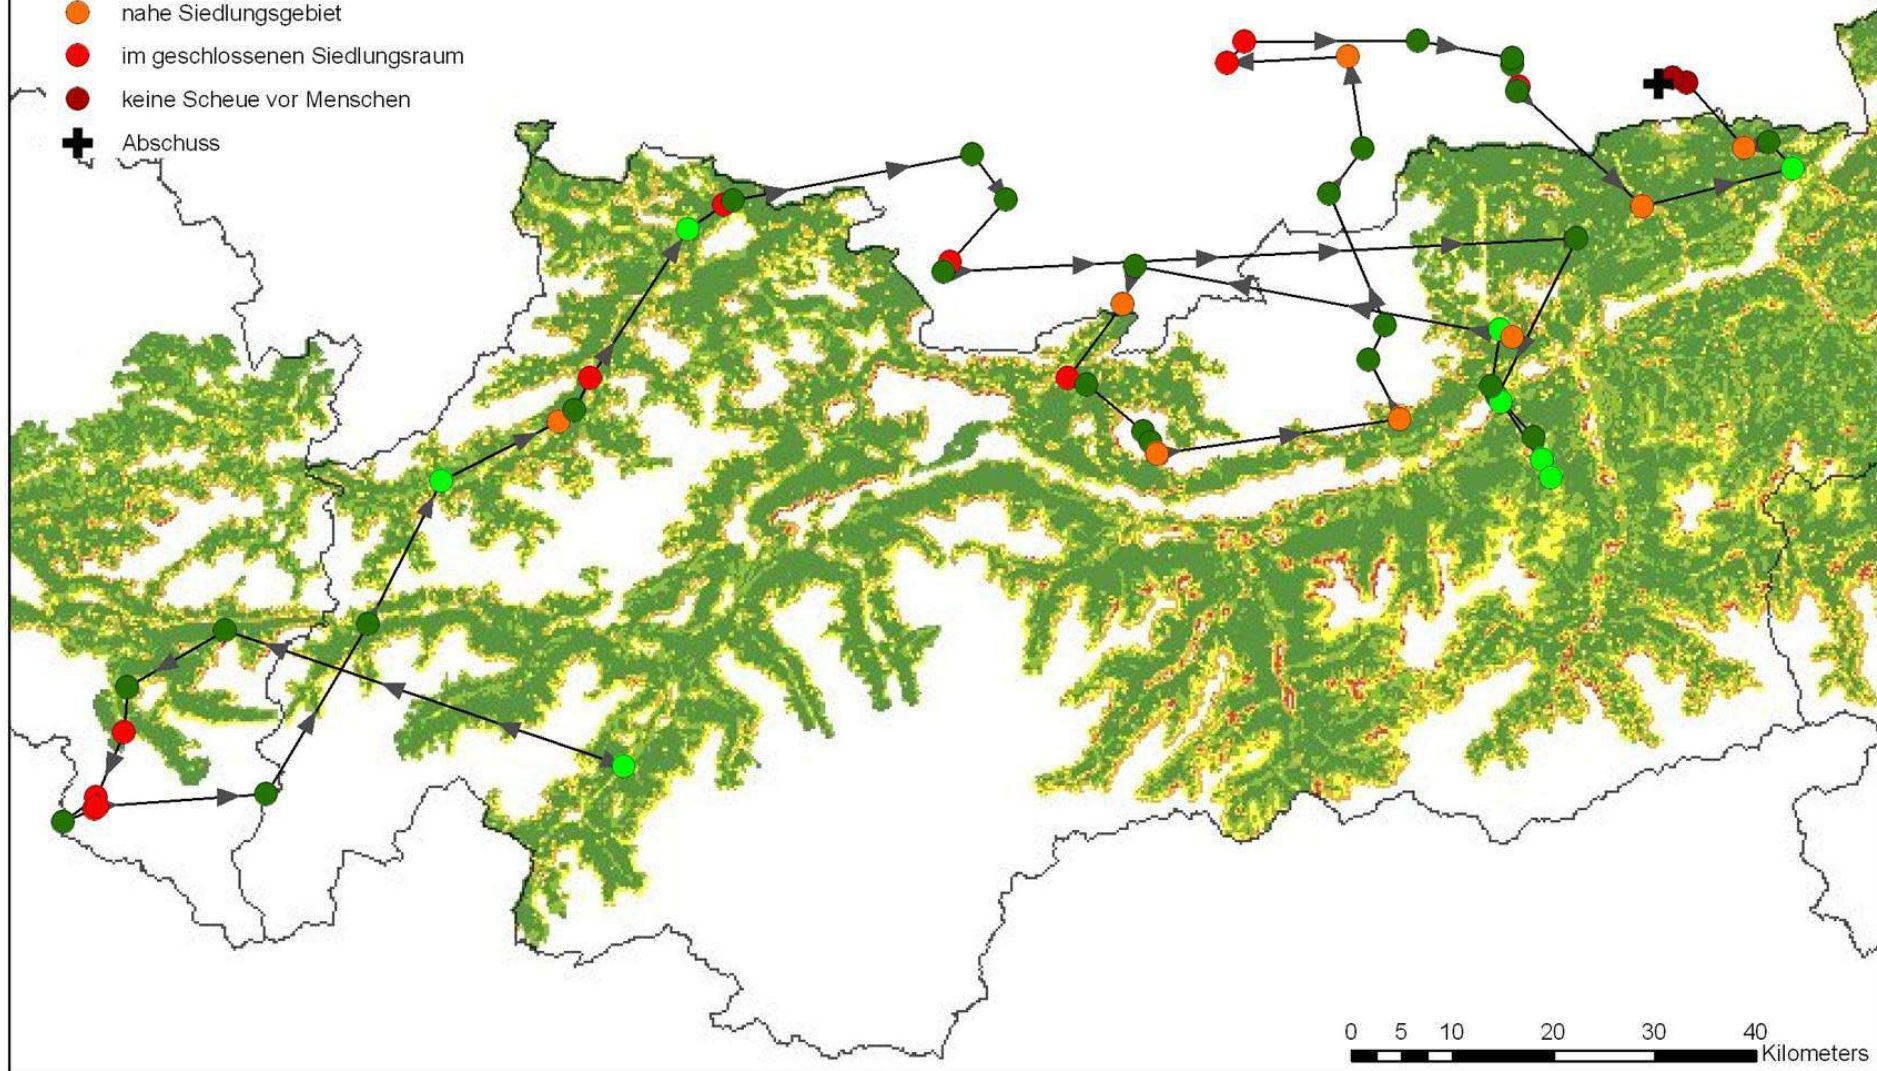 nahe Siedlungsgebiet
im geschlossenen Siedlungsraum
keine Scheue vor Menschen
Abschuss
0 5 10 20 30 40
Kilometers